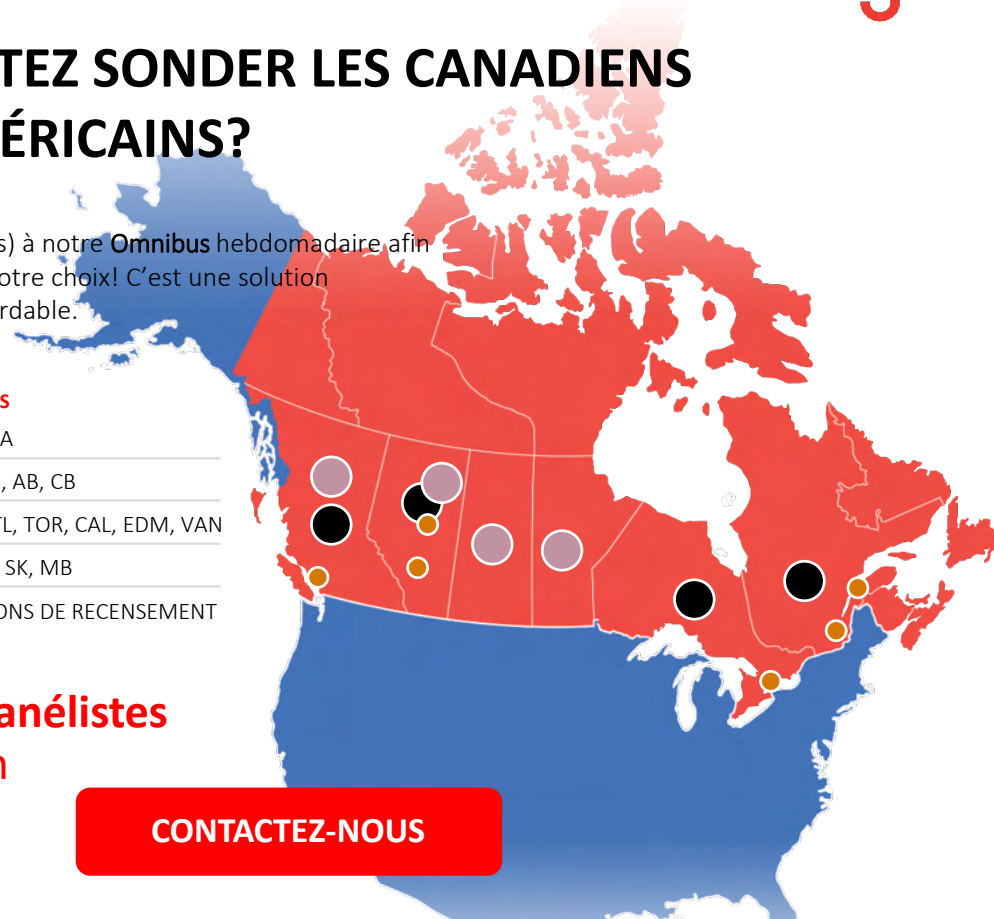 TEZ SONDER LES CANADIENS
ÉRICAINS?
s) à notre Omnibus hebdomadaire afin
otre choix! C'est une solution
rdable.
s
A
, AB, CB
TL, TOR, CAL, EDM, VAN
SK, MB
ONS DE RECENSEMENT
anélistes
n
CONTACTEZ-NOUS